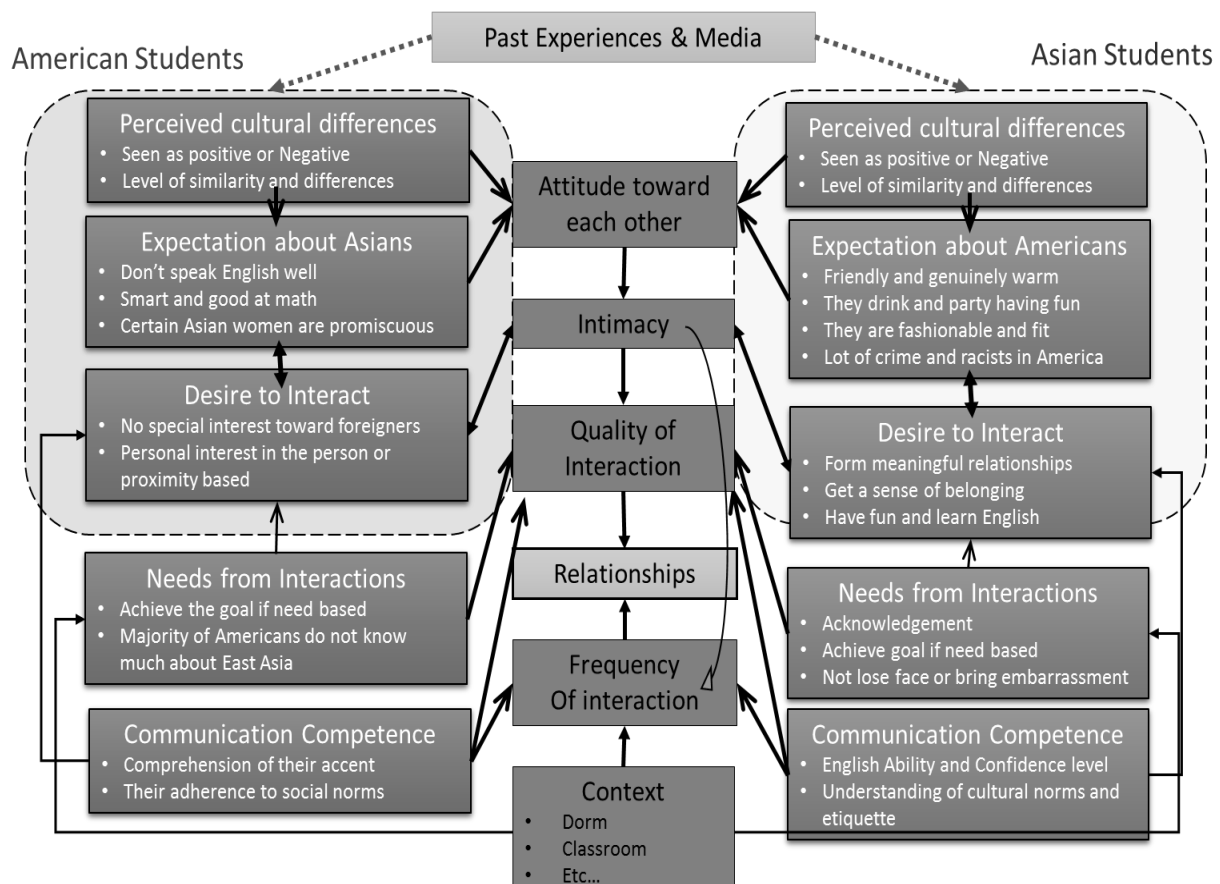 Past Experiences & Media
American Students
Asian Students
Perceived cultural differences
• Seen as positive or Negative
• Level of similarity and differences
Expectation about Asians
• Don't speak English well
• Smart and good at math
• Certain Asian women are promiscuous
Desire to Interact
• No special interest toward foreigners
• Personal interest in the person or
proximity based
Needs from Interactions
• Achieve the goal if need based
• Majority of Americans do not know
much about East Asia
Communication Competence
• Comprehension of their accent
• Their adherence to social norms
Attitude toward
each other
Intimacy
Quality of
Interaction
Relationships
Frequency
Of interaction
Context
• Dorm
• Classroom
• Etc...
Perceived cultural differences
• Seen as positive or Negative
• Level of similarity and differences
Expectation about Americans
• Friendly and genuinely warm
• They drink and party having fun
• They are fashionable and fit
• Lot of crime and racists in America
Desire to Interact
• Form meaningful relationships
• Get a sense of belonging
• Have fun and learn English
Needs from Interactions
• Acknowledgement
• Achieve goal if need based
• Not lose face or bring embarrassment
Communication Competence
• English Ability and Confidence level
• Understanding of cultural norms and
etiquette